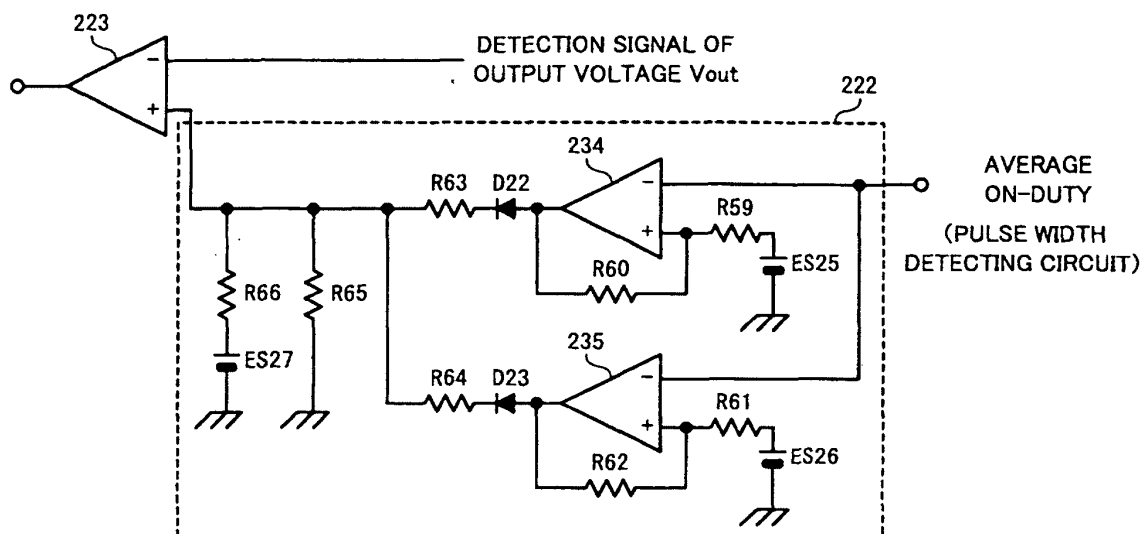 223
DETECTION SIGNAL OF
OUTPUT VOLTAGE Vout
222
-
+
234
AVERAGE
ON-DUTY
(PULSE WIDTH
DETECTING CIRCUIT)
R63
D22
-
+
R59
R60
ES25
R66
R65
ES27
235
R64
D23
-
+
R61
R62
ES26